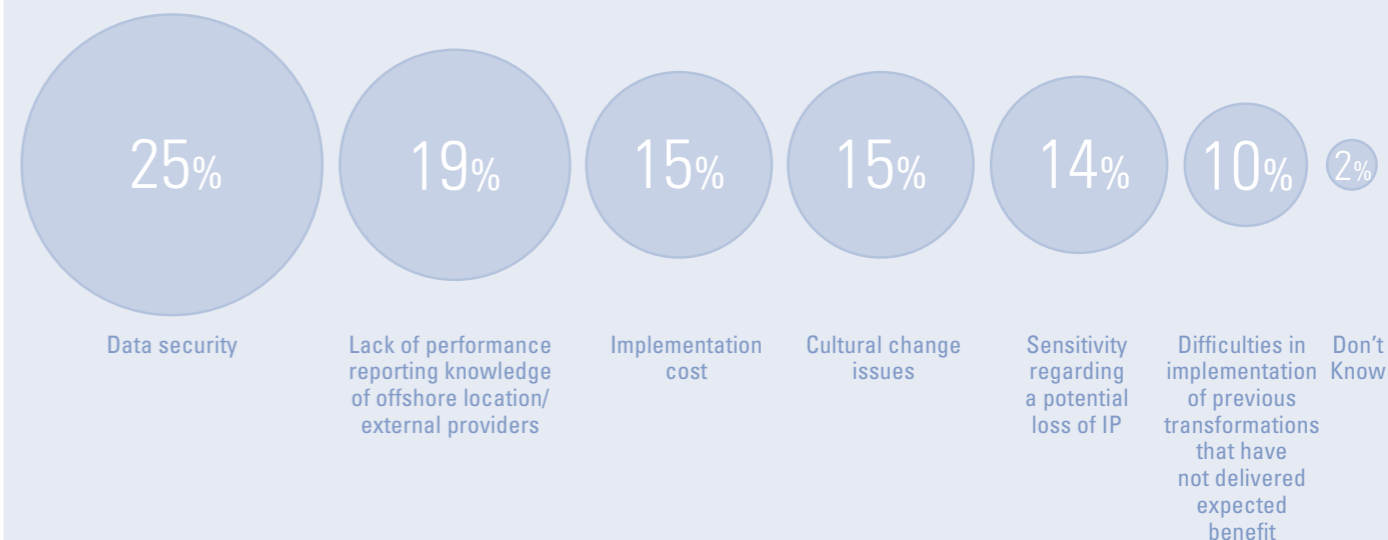 25%
19%
15%
15%
14%
10%
2%
Data security
Lack of performance
reporting knowledge
of offshore location/
external providers
Implementation
cost
Cultural change
issues
Sensitivity
regarding
a potential
loss of IP
Difficulties in
implementation
of previous
transformations
that have
not delivered
expected
benefit
Don't
Know